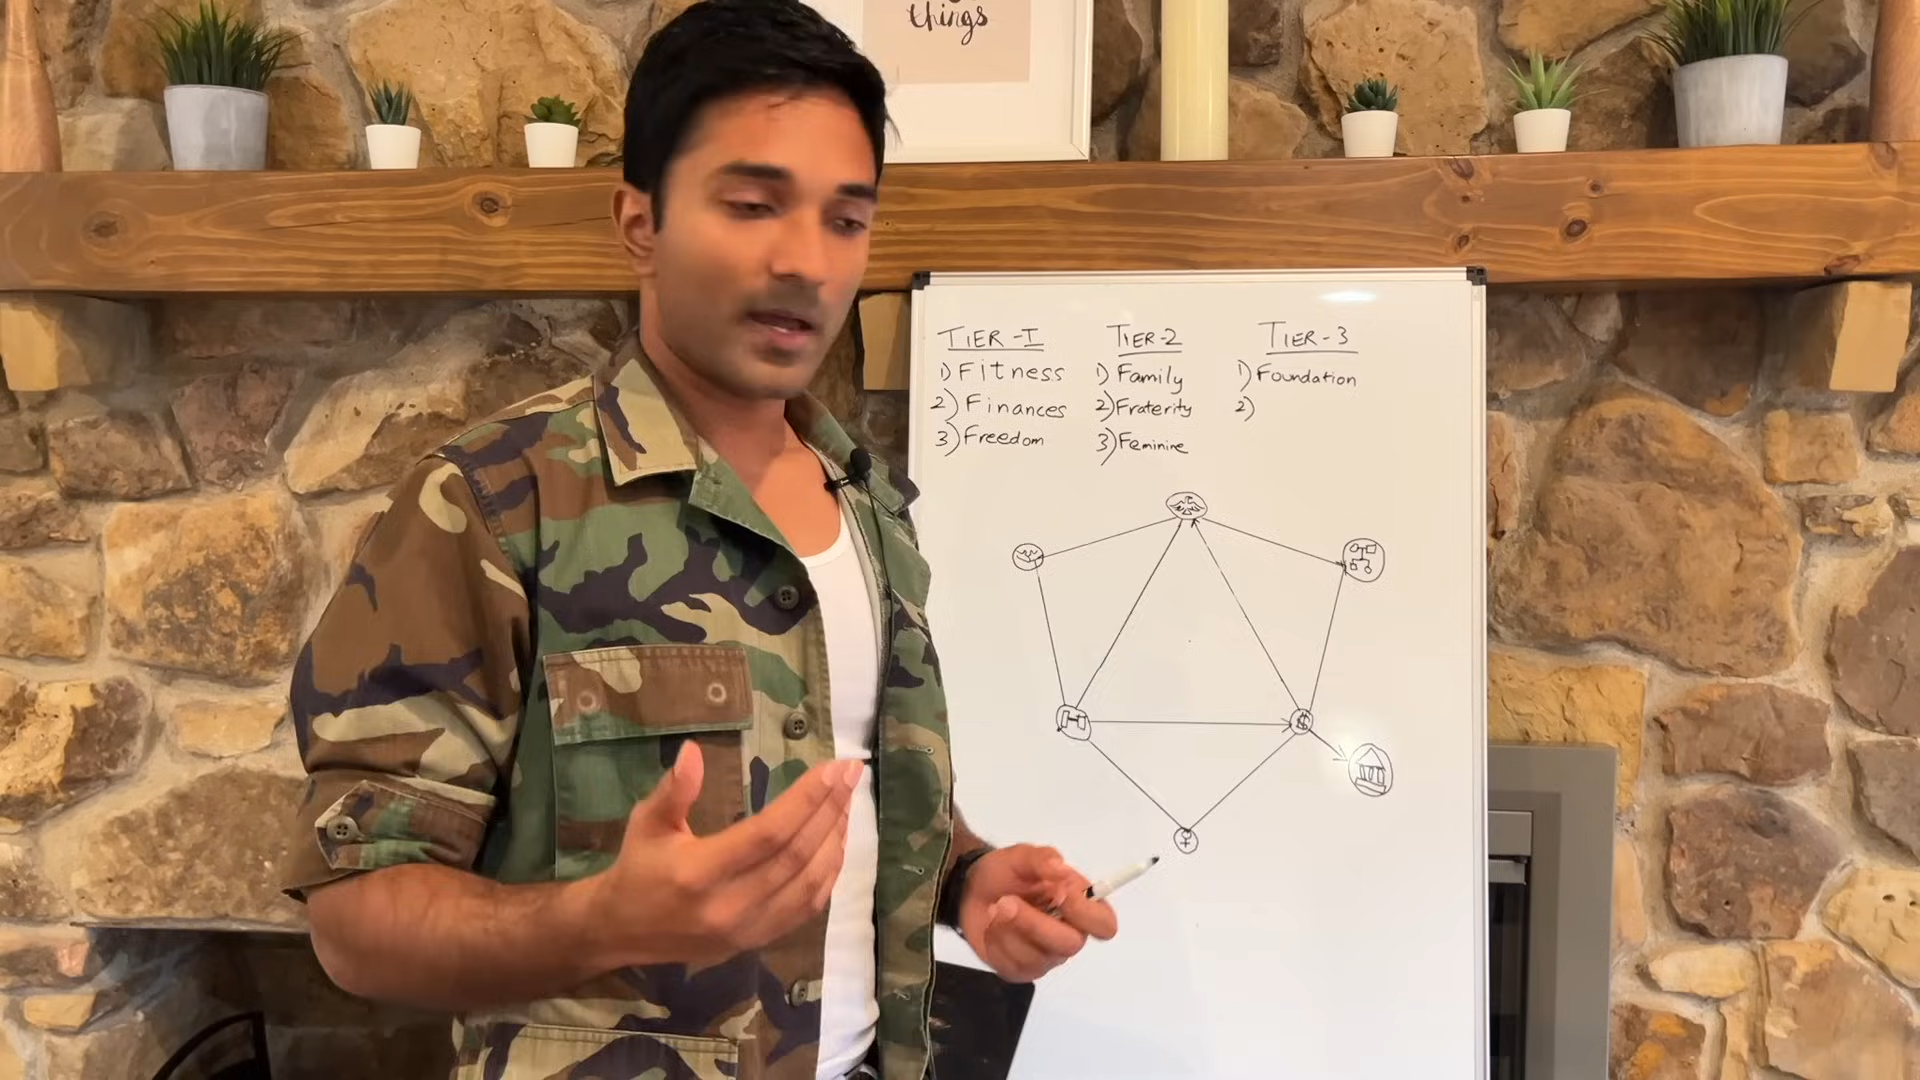 things
TIER-I
1) Fitness
2) Finances
3) Freedom
TIER-2
1) Family
2) Fraterity
3) Feminine
TIER-3
1) Foundation
2)
$